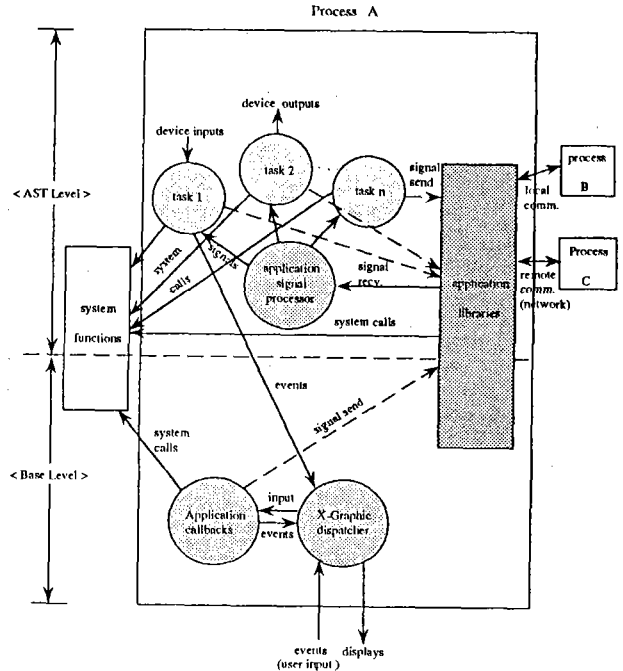 Process A
device outputs
device inputs
< AST Level >
task 1
task 2
task n
signal
send
process
B
local
comm.
system
calls
signals
application
signal
processor
signal
recv.
application
libraries
Process
C
remote
comm.
(network)
system
functions
system calls
events
signal send
system
calls
< Base Level >
Application
callbacks
input
events
X-Graphic
dispatcher
events
(user input )
displays